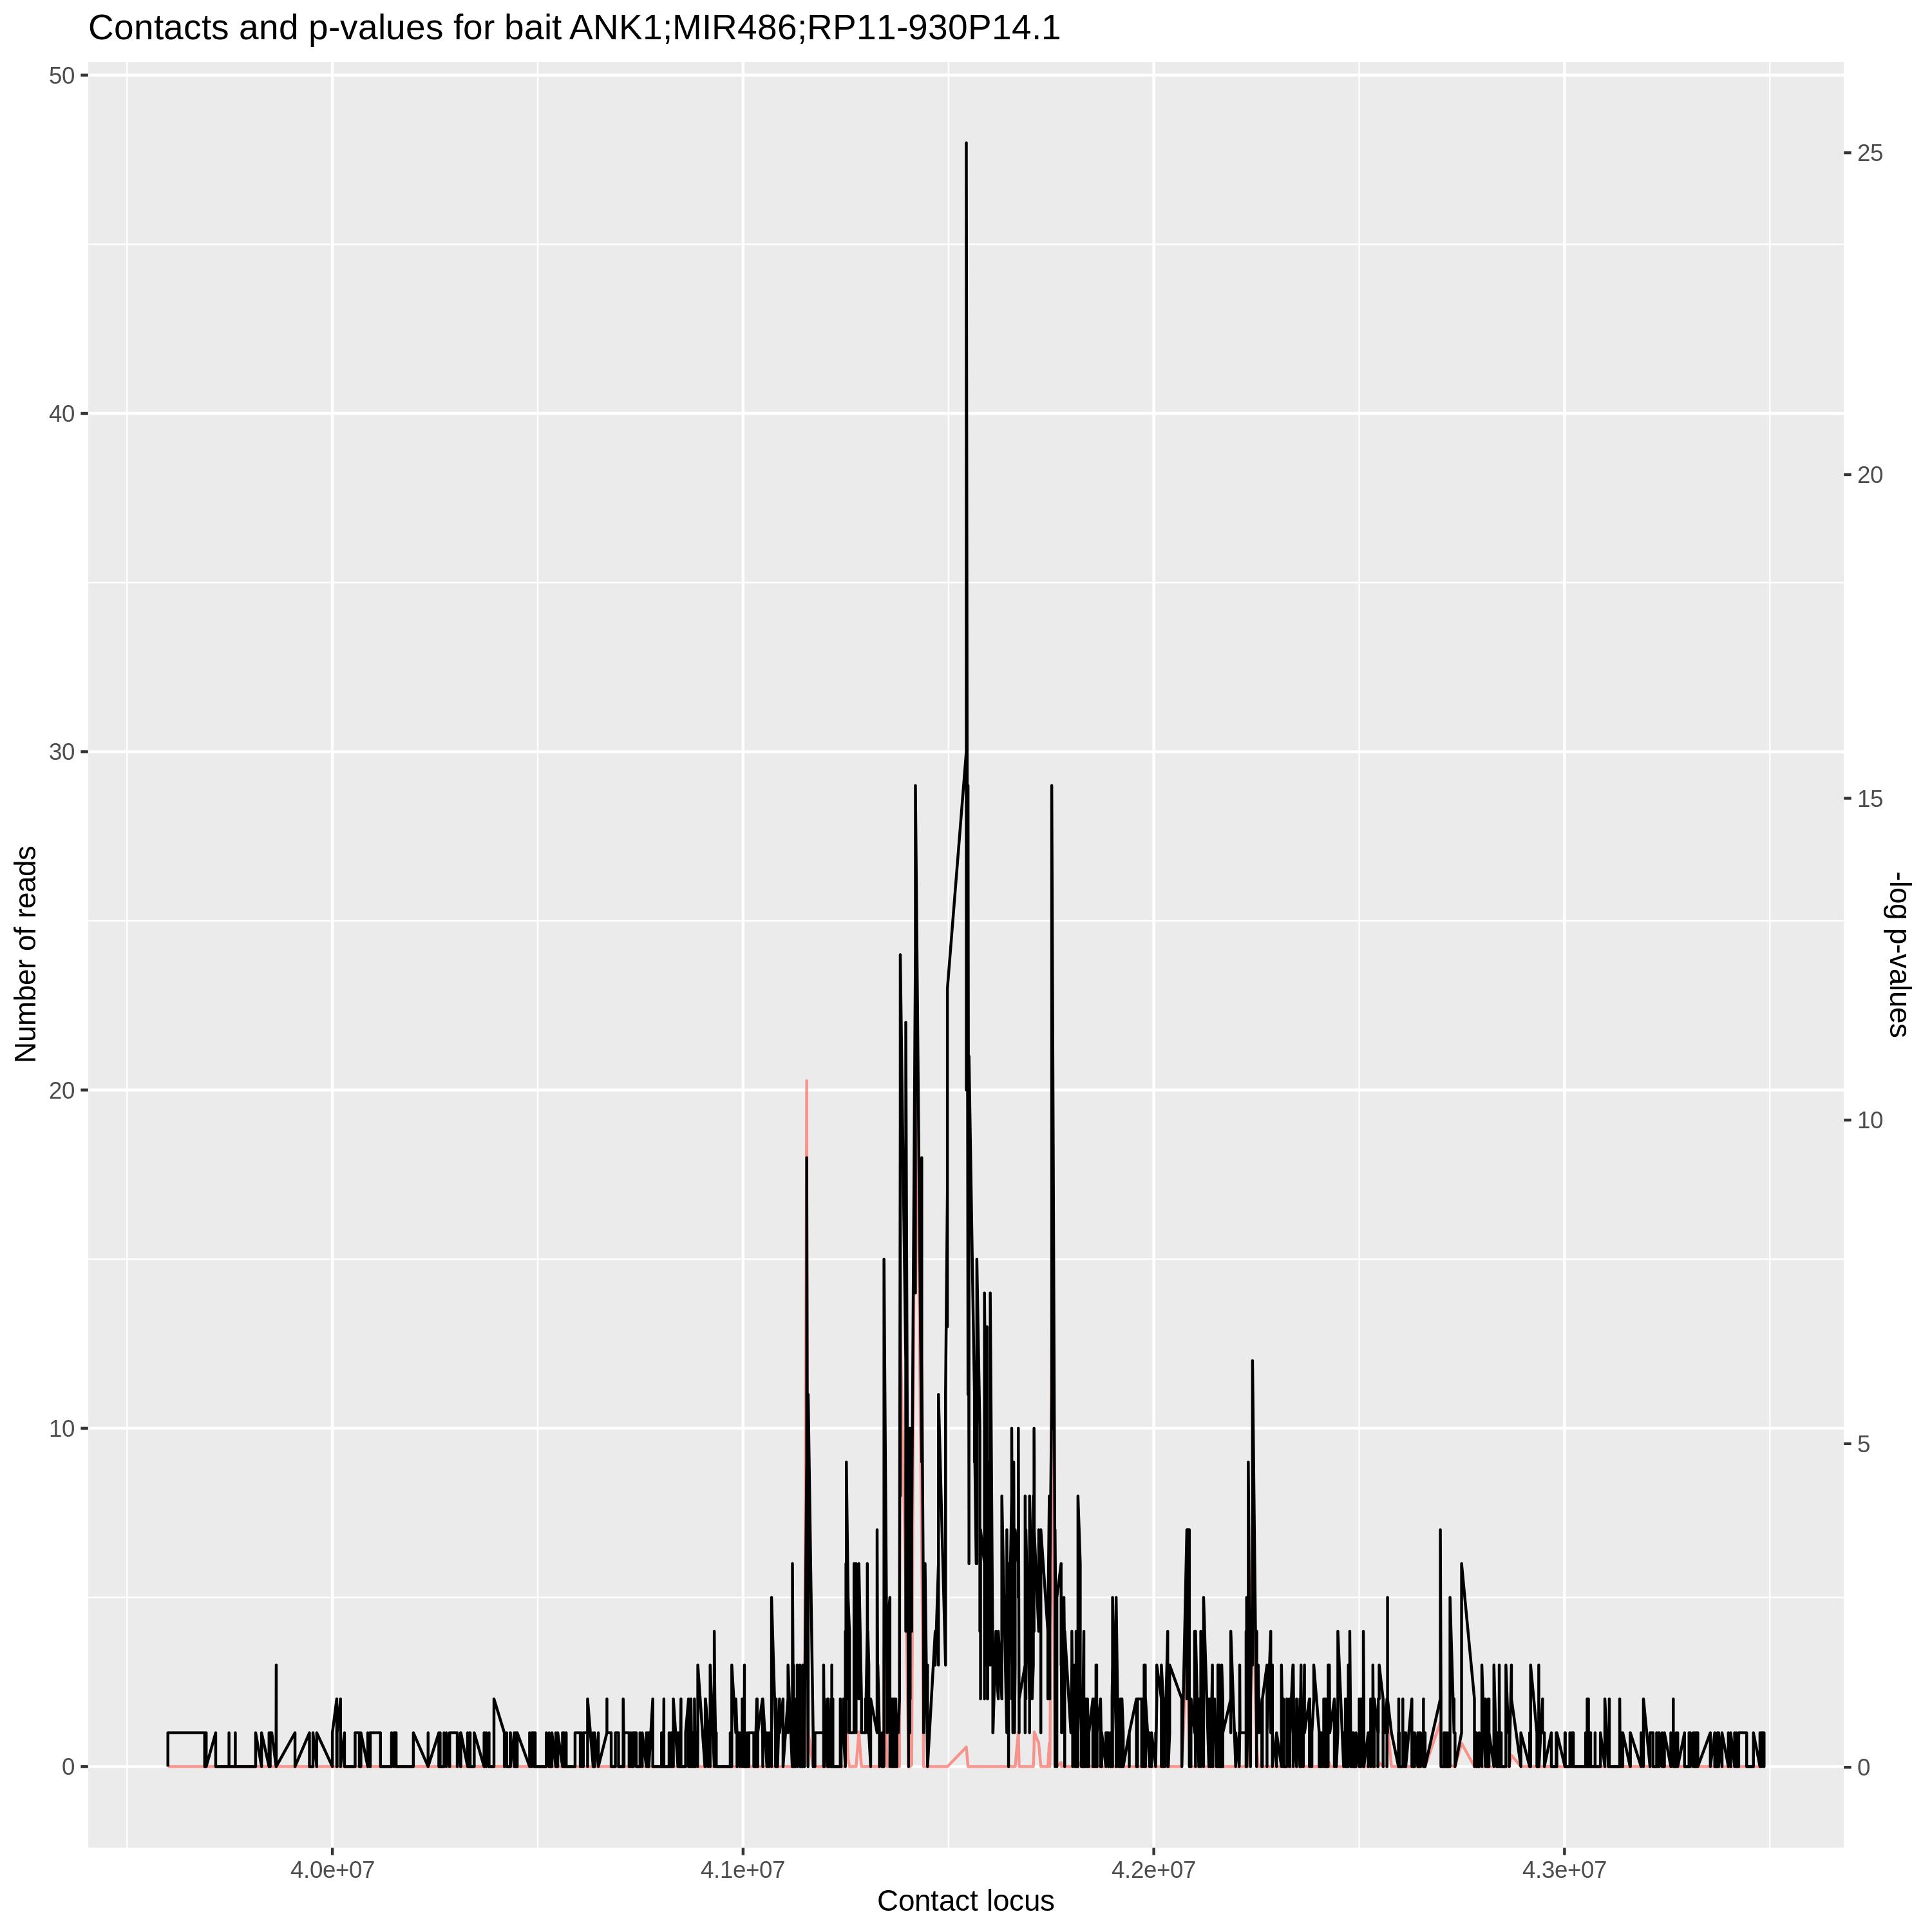 Contacts and p-values for bait ANK1;MIR486;RP11-930P14.1
50
40
30
20
10
0
Number of reads
25
20
15
10
5
0
-log p-values
4.0e+07 4.1e+07 4.2e+07 4.3e+07
Contact locus